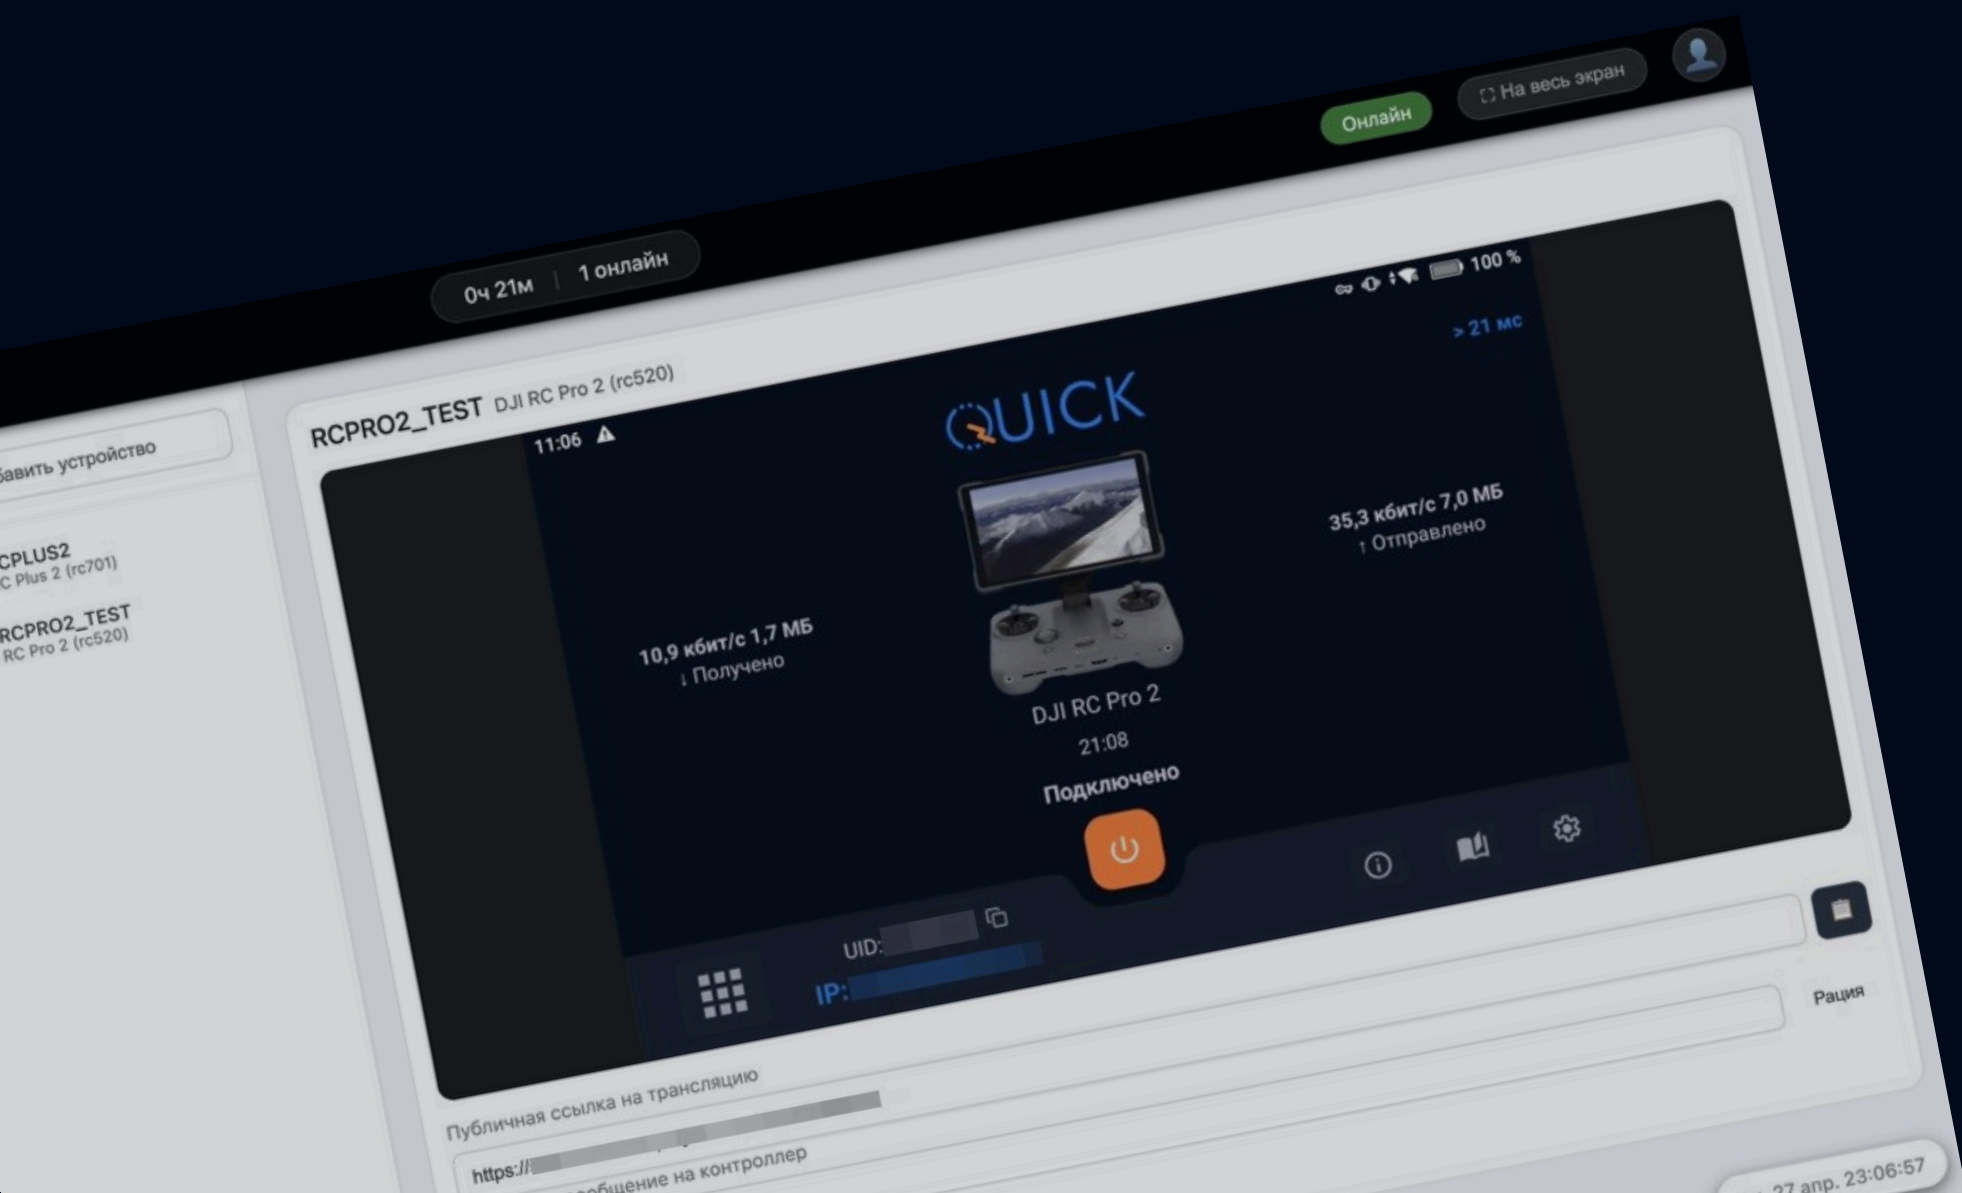 Онлайн
На весь экран
0ч 21м | 1 онлайн
устройство
RCPRO2_TEST DJI RC Pro 2 (rc520)
CPLUS2
C Plus 2 (rc701)
RCPRO2_TEST
RC Pro 2 (rc520)
11:06
100 %
> 21 мс
QUICK
10,9 кбит/с 1,7 МБ
↓ Получено
35,3 кбит/с 7,0 МБ
↑ Отправлено
DJI RC Pro 2
21:08
Подключено
UID:
IP:
Публичная ссылка на трансляцию
https://
на контроллер
Рация
27 апр. 23:06:57